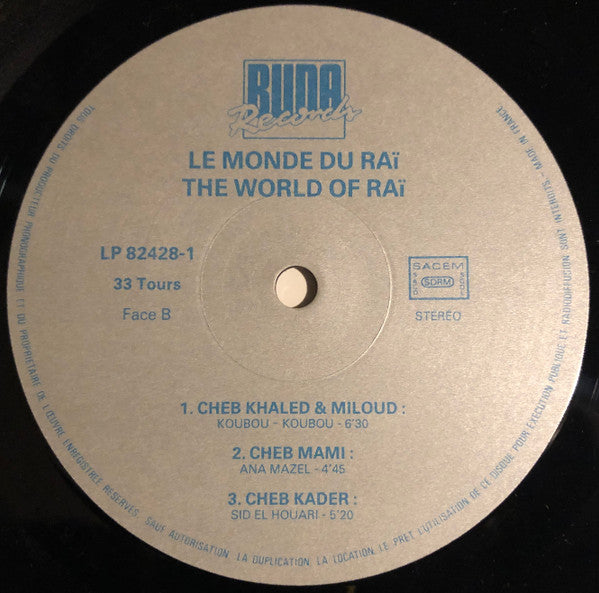 BUDA
Records
LE MONDE DU RAÏ
THE WORLD OF RAÏ
LP 82428-1
33 Tours
Face B
SACEM
SACD
SDRM
SGDL
STEREO
1. CHEB KHALED & MILOUD :
KOUBOU - KOUBOU - 6'30
2. CHEB MAMI :
ANA MAZEL - 4'45
3. CHEB KADER :
SID EL HOUARI - 5'20
TOUS DROITS DU PRODUCTEUR PHONOGRAPHIQUE ET DU PROPRIETAIRE DE L'ŒUVRE ENREGISTREE RESERVES. SAUF AUTORISATION. LA DUPLICATION. LA LOCATION. LE PRET. L'UTILISATION DE CE DISQUE POUR EXECUTION PUBLIQUE ET RADIODIFFUSION SONT INTERDITS. - MADE IN FRANCE